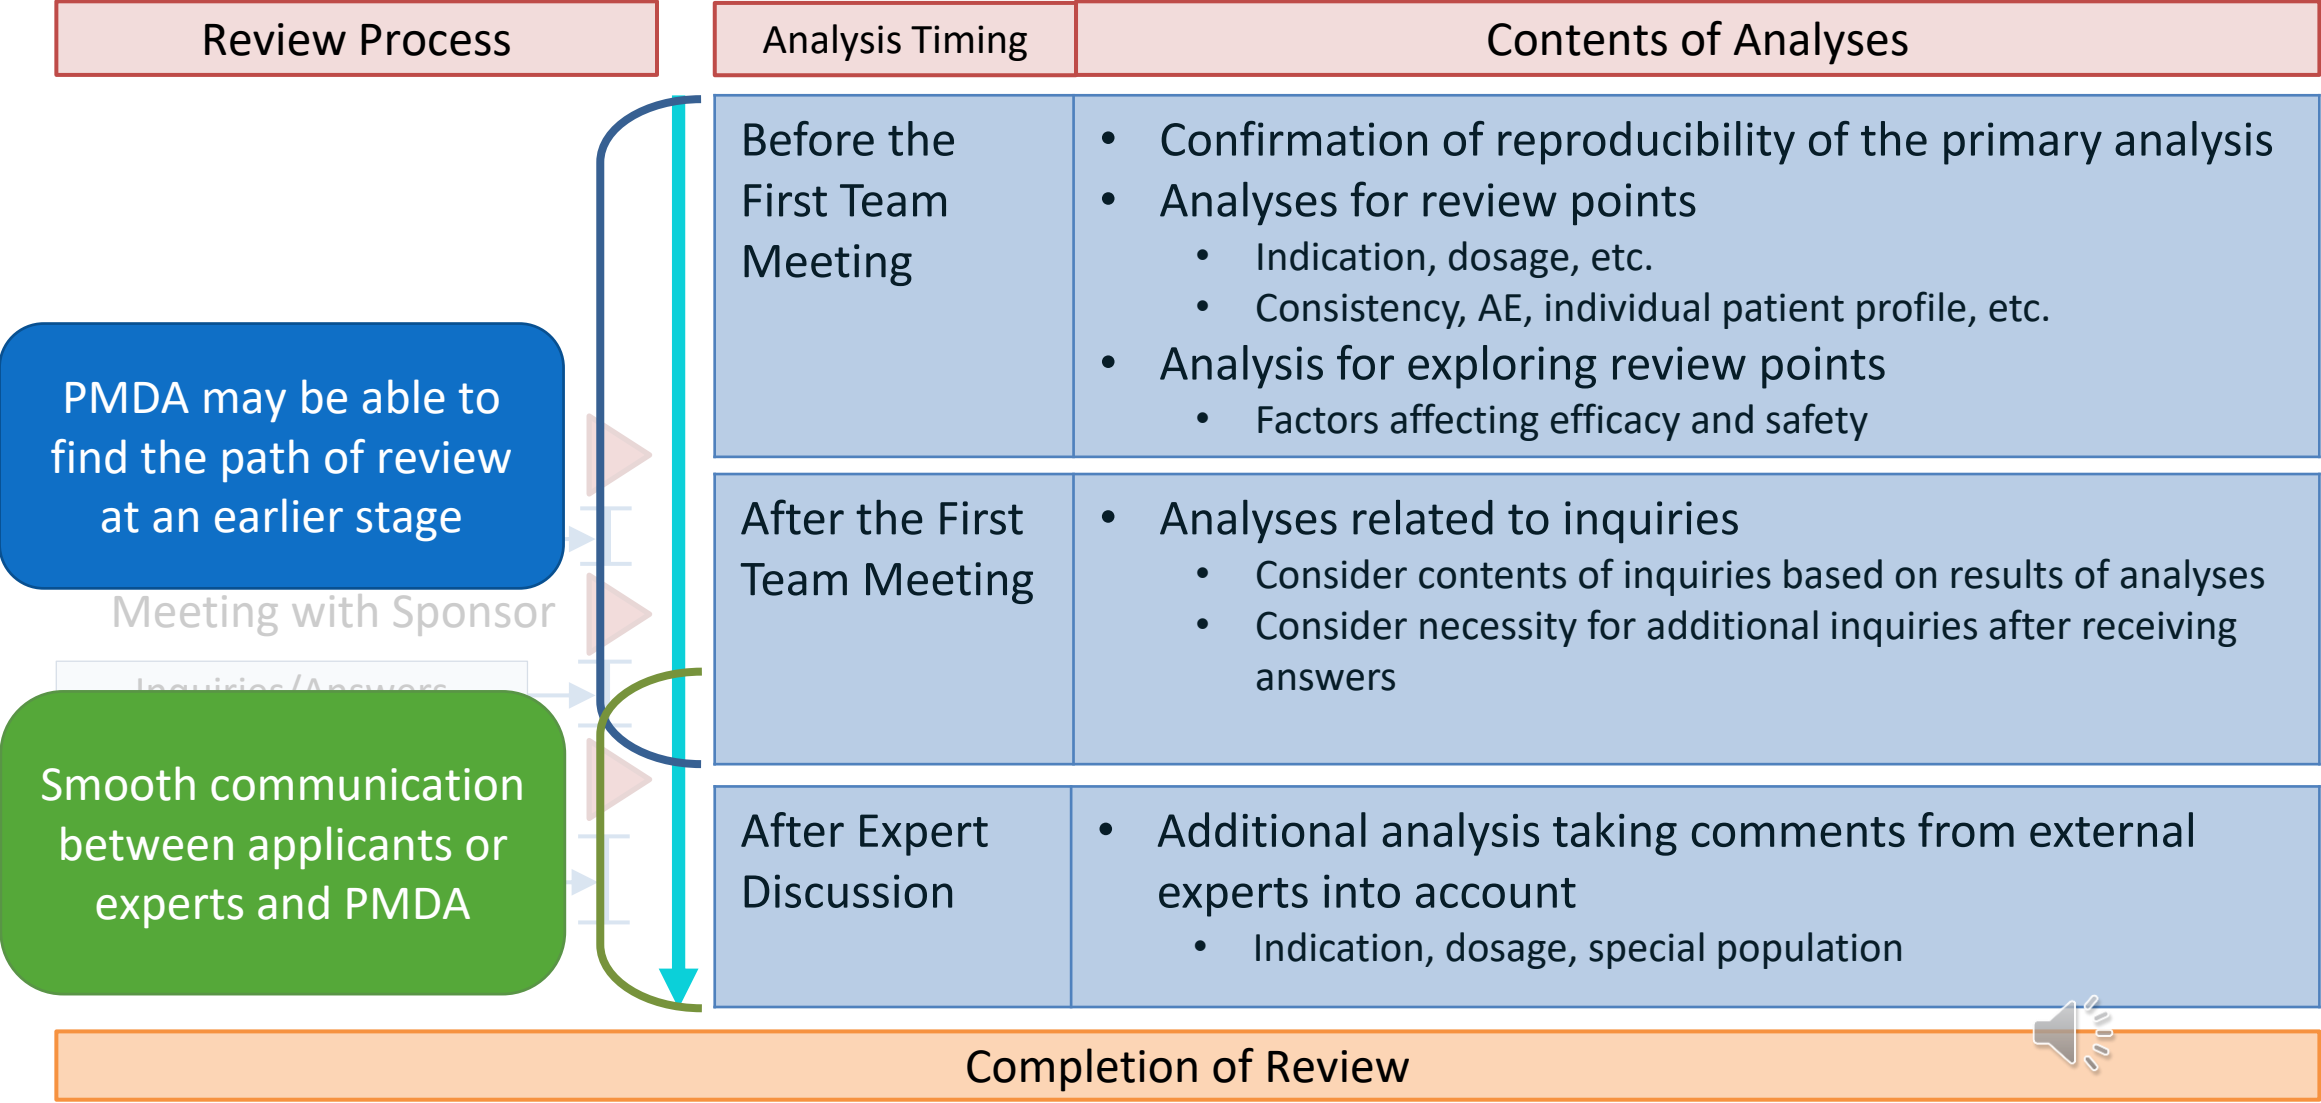 Review Process
Analysis Timing
Contents of Analyses
Before the
First Team
Meeting
• Confirmation of reproducibility of the primary analysis
• Analyses for review points
• Indication, dosage, etc.
• Consistency, AE, individual patient profile, etc.
• Analysis for exploring review points
• Factors affecting efficacy and safety
PMDA may be able to
find the path of review
at an earlier stage
After the First
Team Meeting
• Analyses related to inquiries
• Consider contents of inquiries based on results of analyses
• Consider necessity for additional inquiries after receiving
answers
Meeting with Sponsor
Inquiries/Answers
Smooth communication
between applicants or
experts and PMDA
After Expert
Discussion
• Additional analysis taking comments from external
experts into account
• Indication, dosage, special population
Completion of Review